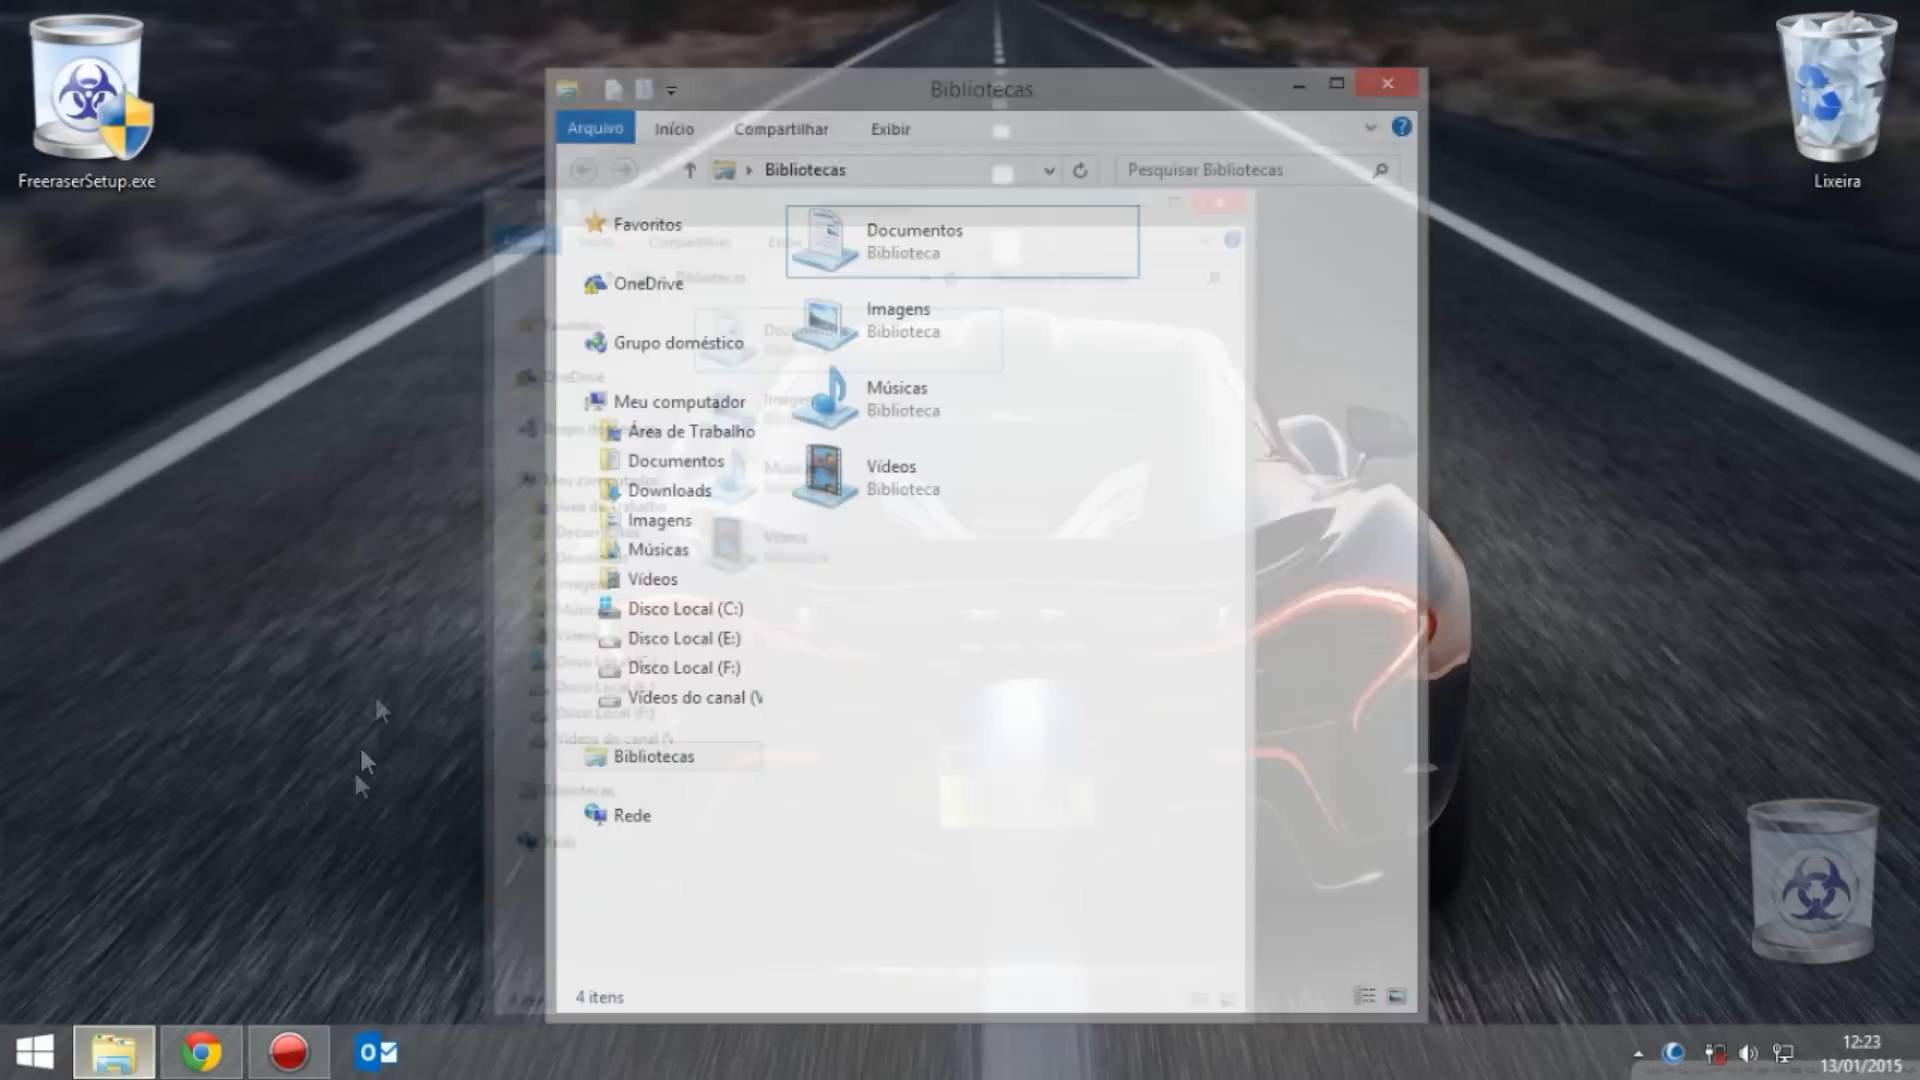 FreeraserSetup.exe
Lixeira
Bibliotecas
Arquivo
Início
Compartilhar
Exibir
Bibliotecas
Pesquisar Bibliotecas
Favoritos
OneDrive
Grupo doméstico
Meu computador
Área de Trabalho
Documentos
Downloads
Imagens
Músicas
Vídeos
Disco Local (C:)
Disco Local (E:)
Disco Local (F:)
Vídeos do canal (V
Bibliotecas
Rede
Documentos
Biblioteca
Imagens
Biblioteca
Músicas
Biblioteca
Vídeos
Biblioteca
4 itens
12:23
13/01/2015